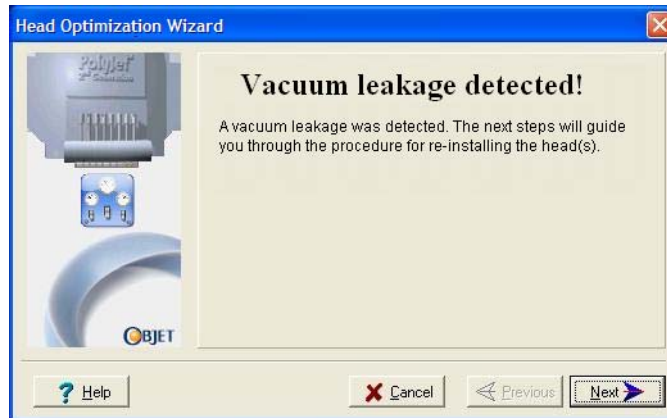 Head Optimization Wizard
PolyJet
Vacuum leakage detected!
A vacuum leakage was detected. The next steps will guide
you through the procedure for re-installing the head(s).
OBJET
Help
Cancel
Previous
Next